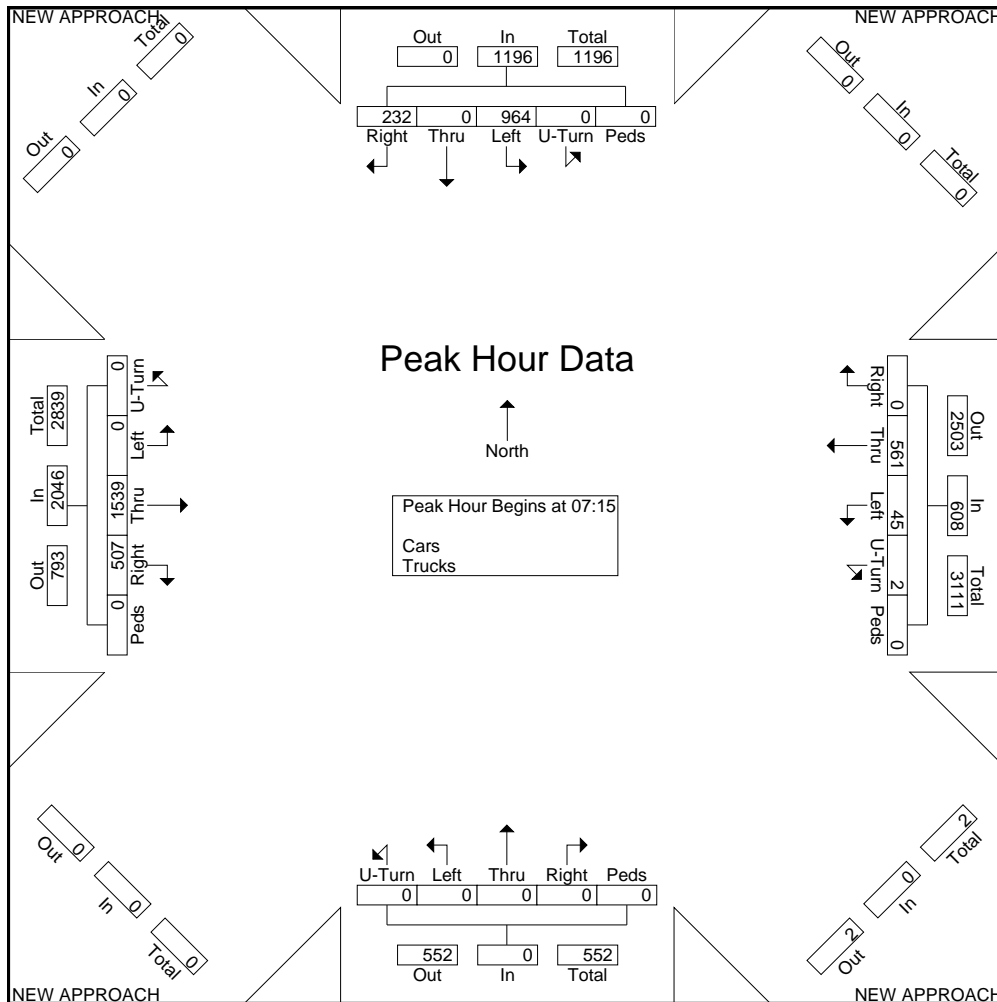 NEW APPROACH
NEW APPROACH
Out In Total
0 1196 1196
232 0 964 0 0
Right Thru Left U-Turn Peds
Total
0
In
0
Out
0
Out
0
In
0
Total
0
Peak Hour Data
North
Peak Hour Begins at 07:15
Cars
Trucks
Out In Total
793 2046 2839
0 507 1539 0 0
Peds Right Thru Left U-Turn
Out In Total
2503 608 3111
0 561 45 2 0
Right Thru Left U-Turn Peds
U-Turn Left Thru Right Peds
0 0 0 0 0
552 0 552
Out In Total
0
Out
0
In
0
Total
2
Total
0
In
2
Out
NEW APPROACH
NEW APPROACH